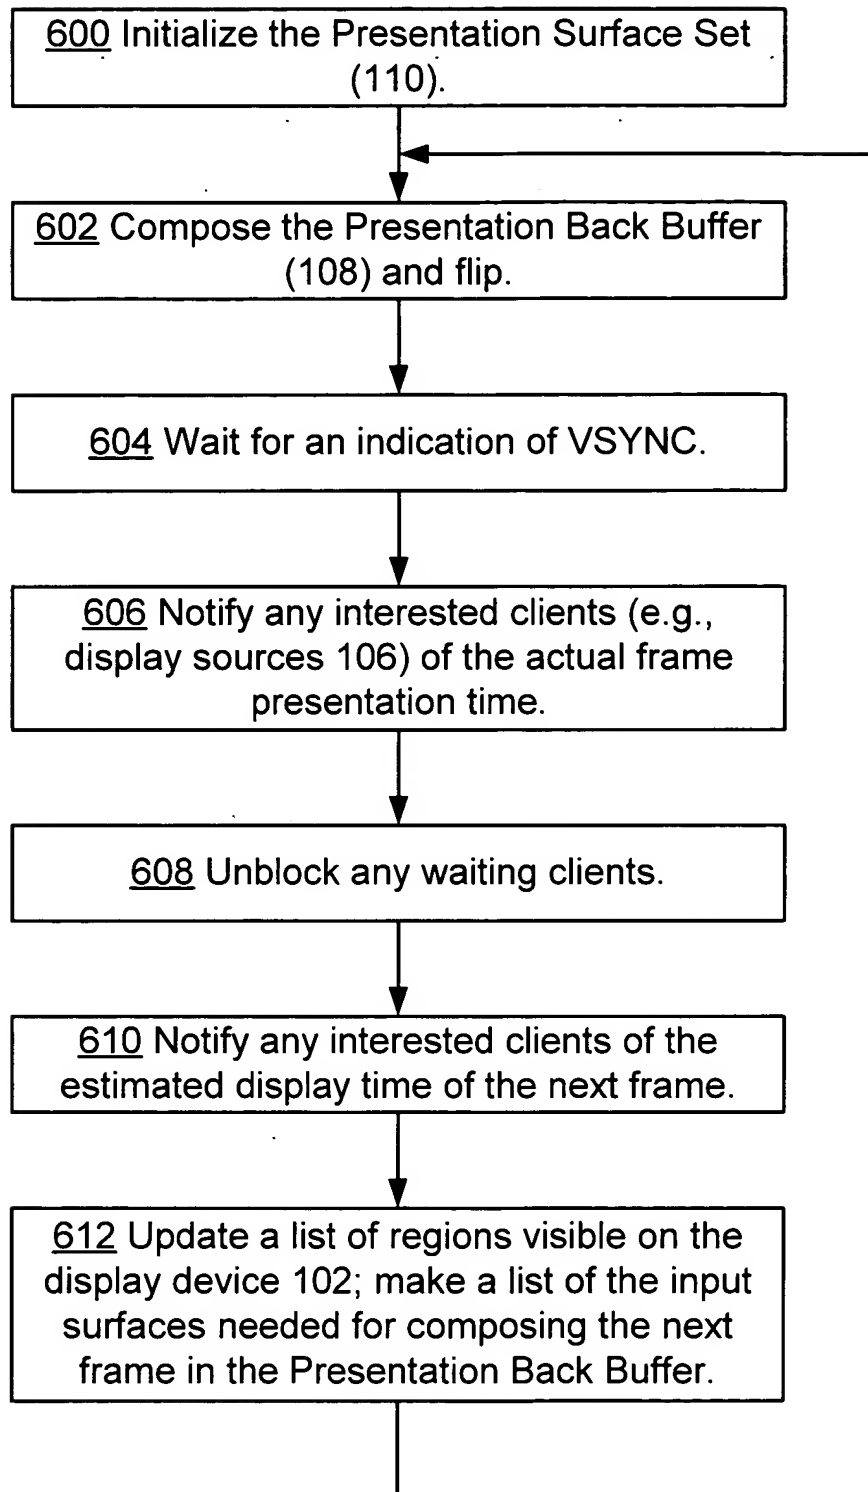 600 Initialize the Presentation Surface Set
(110).
602 Compose the Presentation Back Buffer
(108) and flip.
604 Wait for an indication of VSYNC.
606 Notify any interested clients (e.g.,
display sources 106) of the actual frame
presentation time.
608 Unblock any waiting clients.
610 Notify any interested clients of the
estimated display time of the next frame.
612 Update a list of regions visible on the
display device 102; make a list of the input
surfaces needed for composing the next
frame in the Presentation Back Buffer.